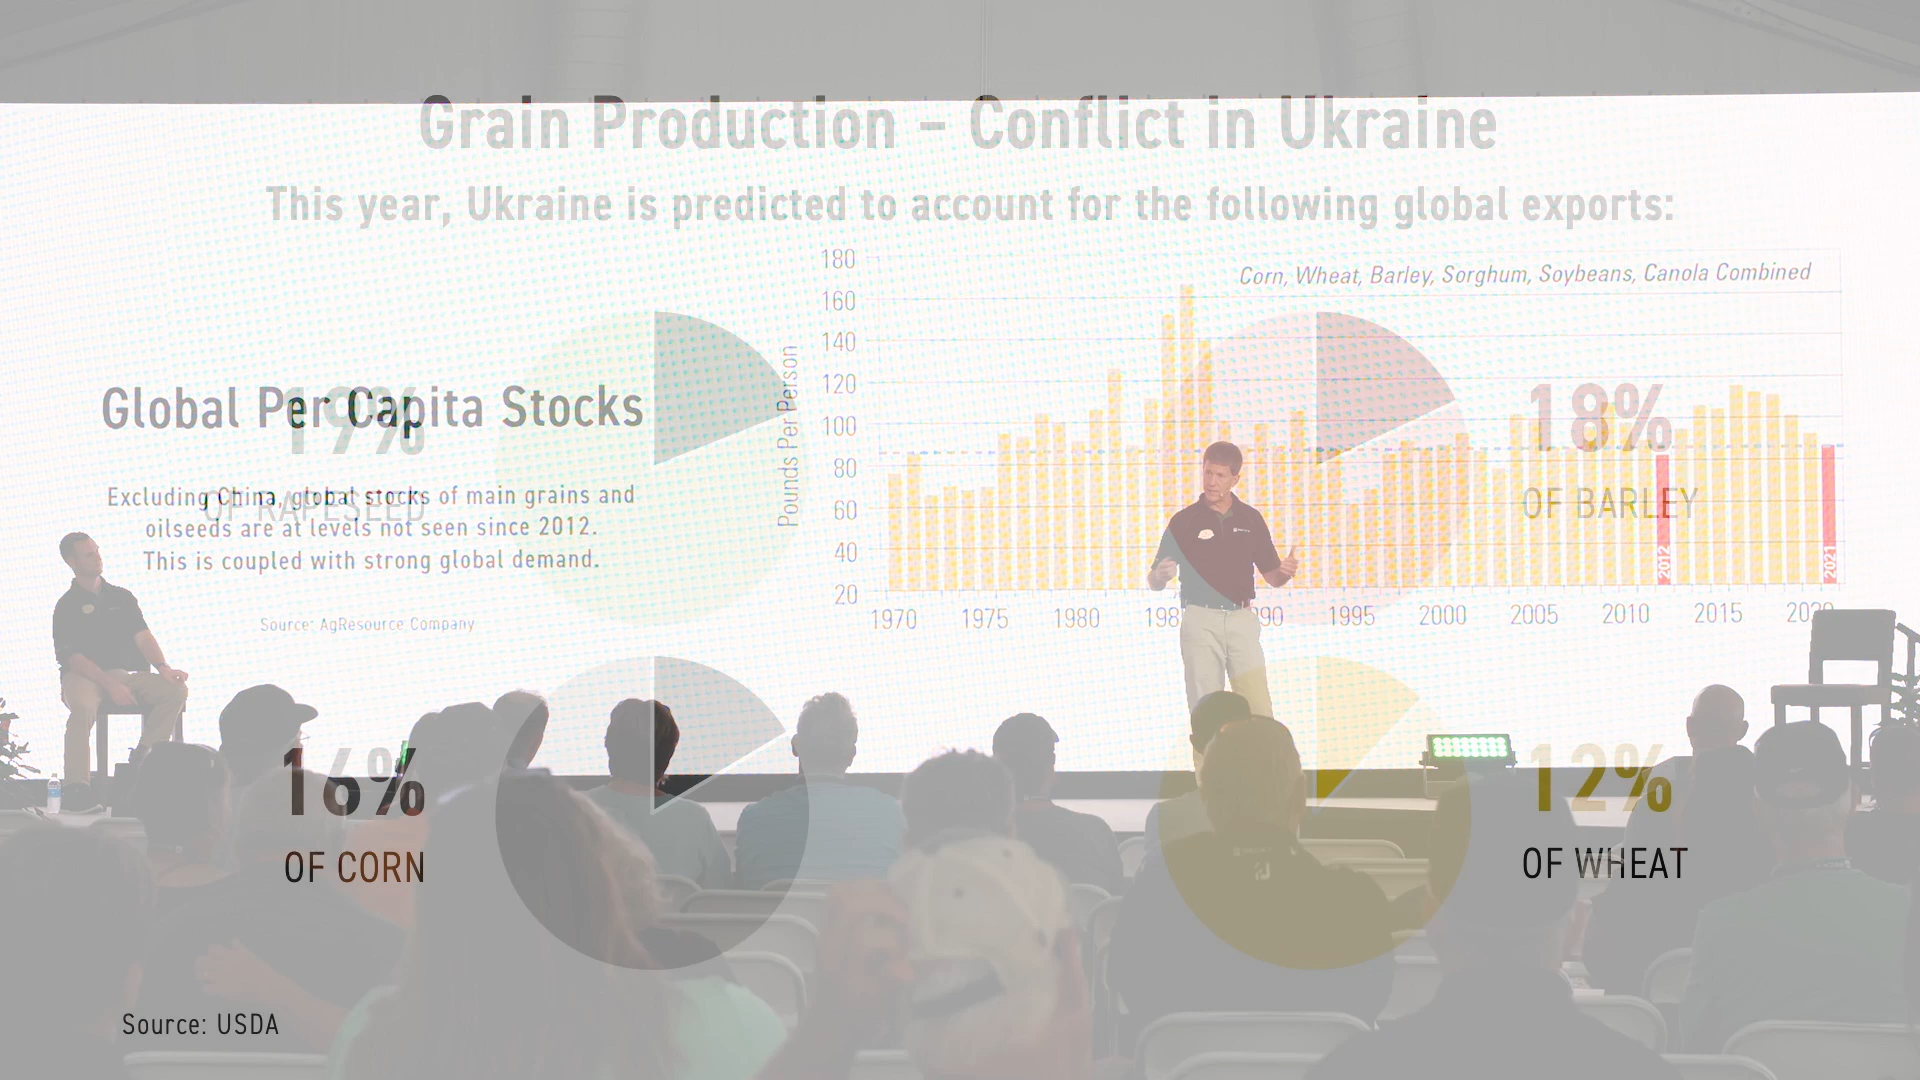 Grain Production – Conflict in Ukraine
This year, Ukraine is predicted to account for the following global exports:
19%
OF RAPESEED
18%
OF BARLEY
16%
OF CORN
12%
OF WHEAT
Source: USDA
Global Per Capita Stocks
Excluding China, global stocks of main grains and
oilseeds are at levels not seen since 2012.
This is coupled with strong global demand.
Source: AgResource Company
Corn, Wheat, Barley, Sorghum, Soybeans, Canola Combined
Pounds Per Person
180
160
140
120
100
80
60
40
20
2012
2021
1970 1975 1980 1995 2000 2005 2010 2015